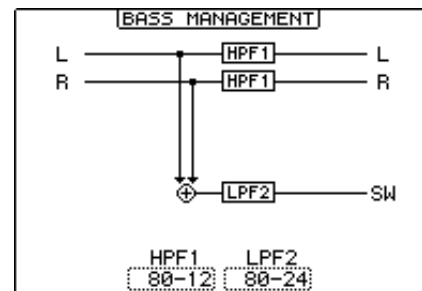 BASS MANAGEMENT
L HPF1 L
R HPF1 R
LPF2 SW
HPF1 LPF2
80-12 80-24